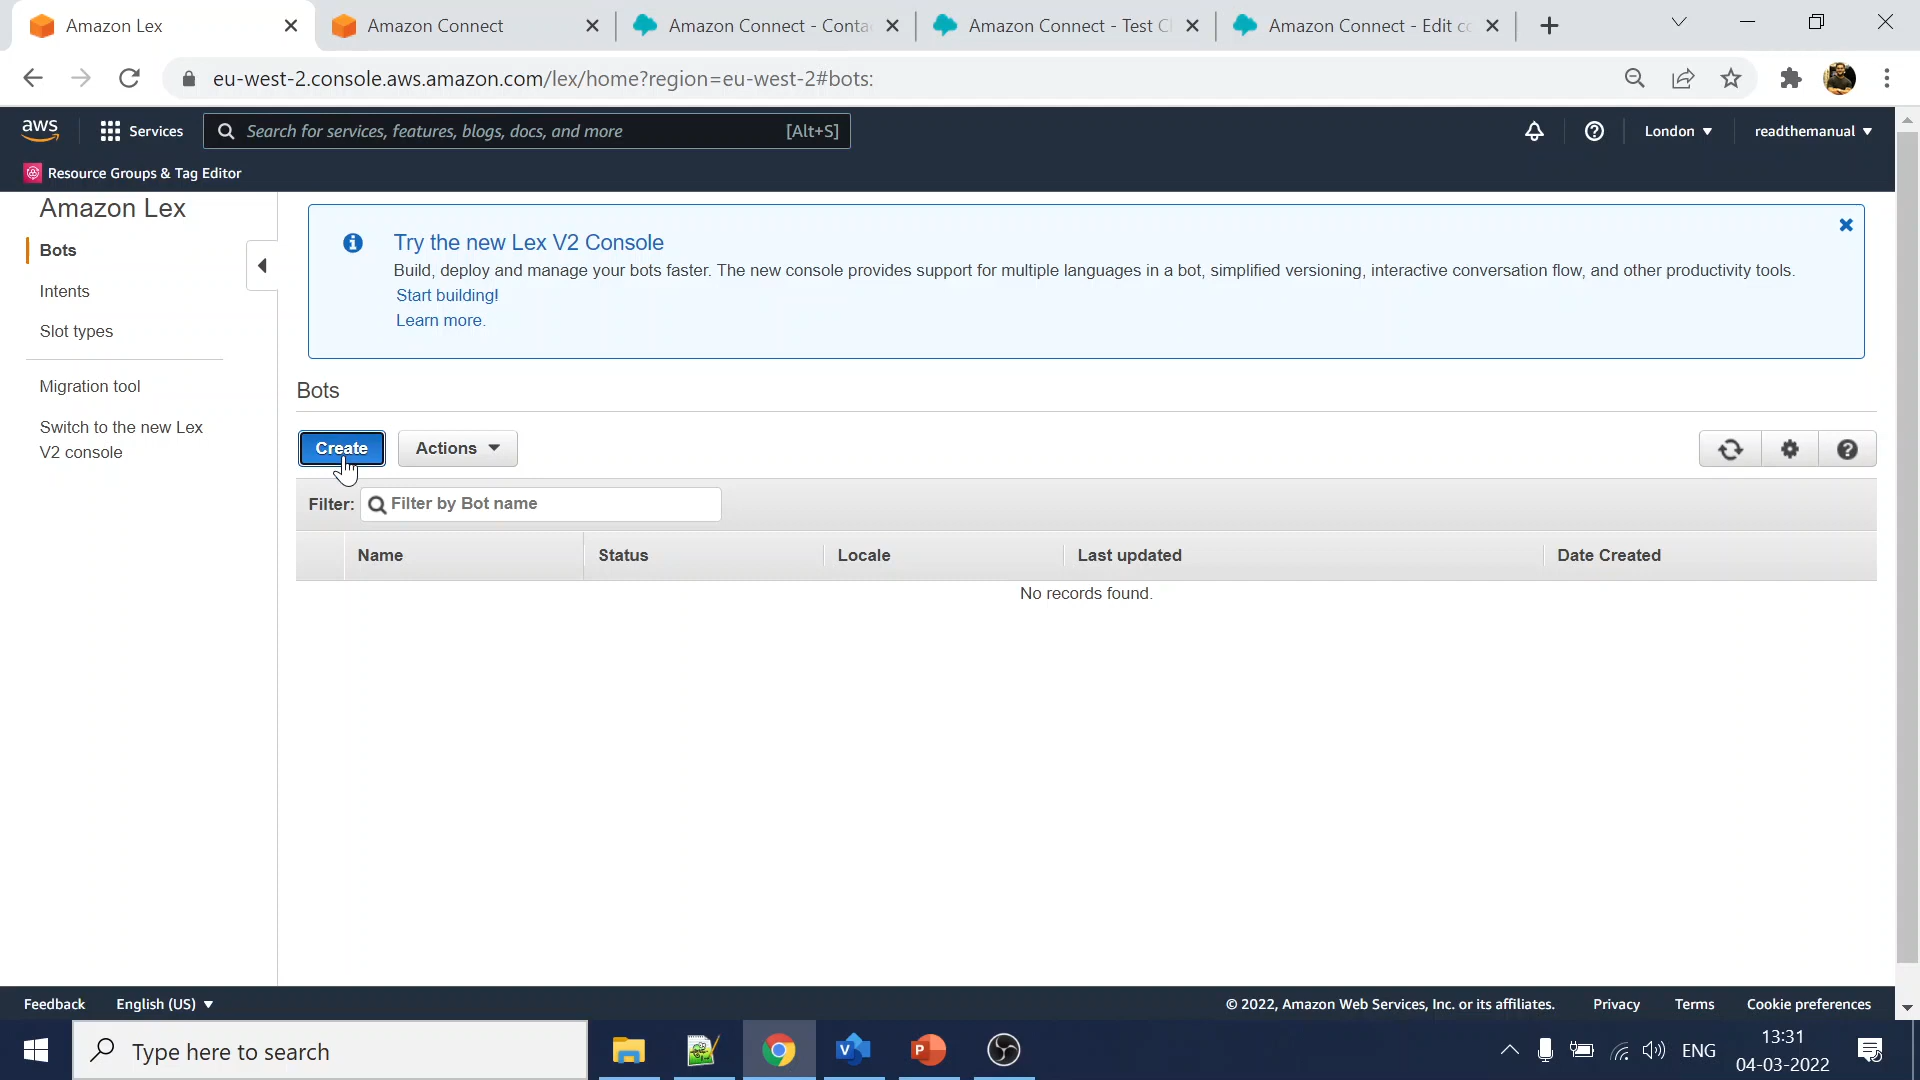 Amazon Lex
Amazon Connect
Amazon Connect - Conta
Amazon Connect - Test C
Amazon Connect - Edit co
eu-west-2.console.aws.amazon.com/lex/home?region=eu-west-2#bots:
aws
Services
Search for services, features, blogs, docs, and more
[Alt+S]
London
readthemanual
Resource Groups & Tag Editor
Amazon Lex
Bots
Intents
Slot types
Migration tool
Switch to the new Lex
V2 console
Try the new Lex V2 Console
Build, deploy and manage your bots faster. The new console provides support for multiple languages in a bot, simplified versioning, interactive conversation flow, and other productivity tools.
Start building!
Learn more.
Bots
Create
Actions
Filter:
Filter by Bot name
Name
Status
Locale
Last updated
Date Created
No records found.
Feedback
English (US)
© 2022, Amazon Web Services, Inc. or its affiliates.
Privacy
Terms
Cookie preferences
Type here to search
ENG
13:31
04-03-2022